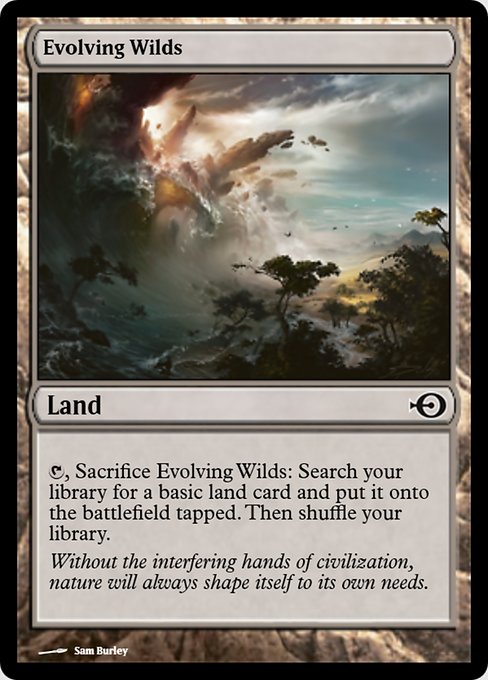 Evolving Wilds
Land
, Sacrifice Evolving Wilds: Search your
library for a basic land card and put it onto
the battlefield tapped. Then shuffle your
library.
Without the interfering hands of civilization,
nature will always shape itself to its own needs.
Sam Burley